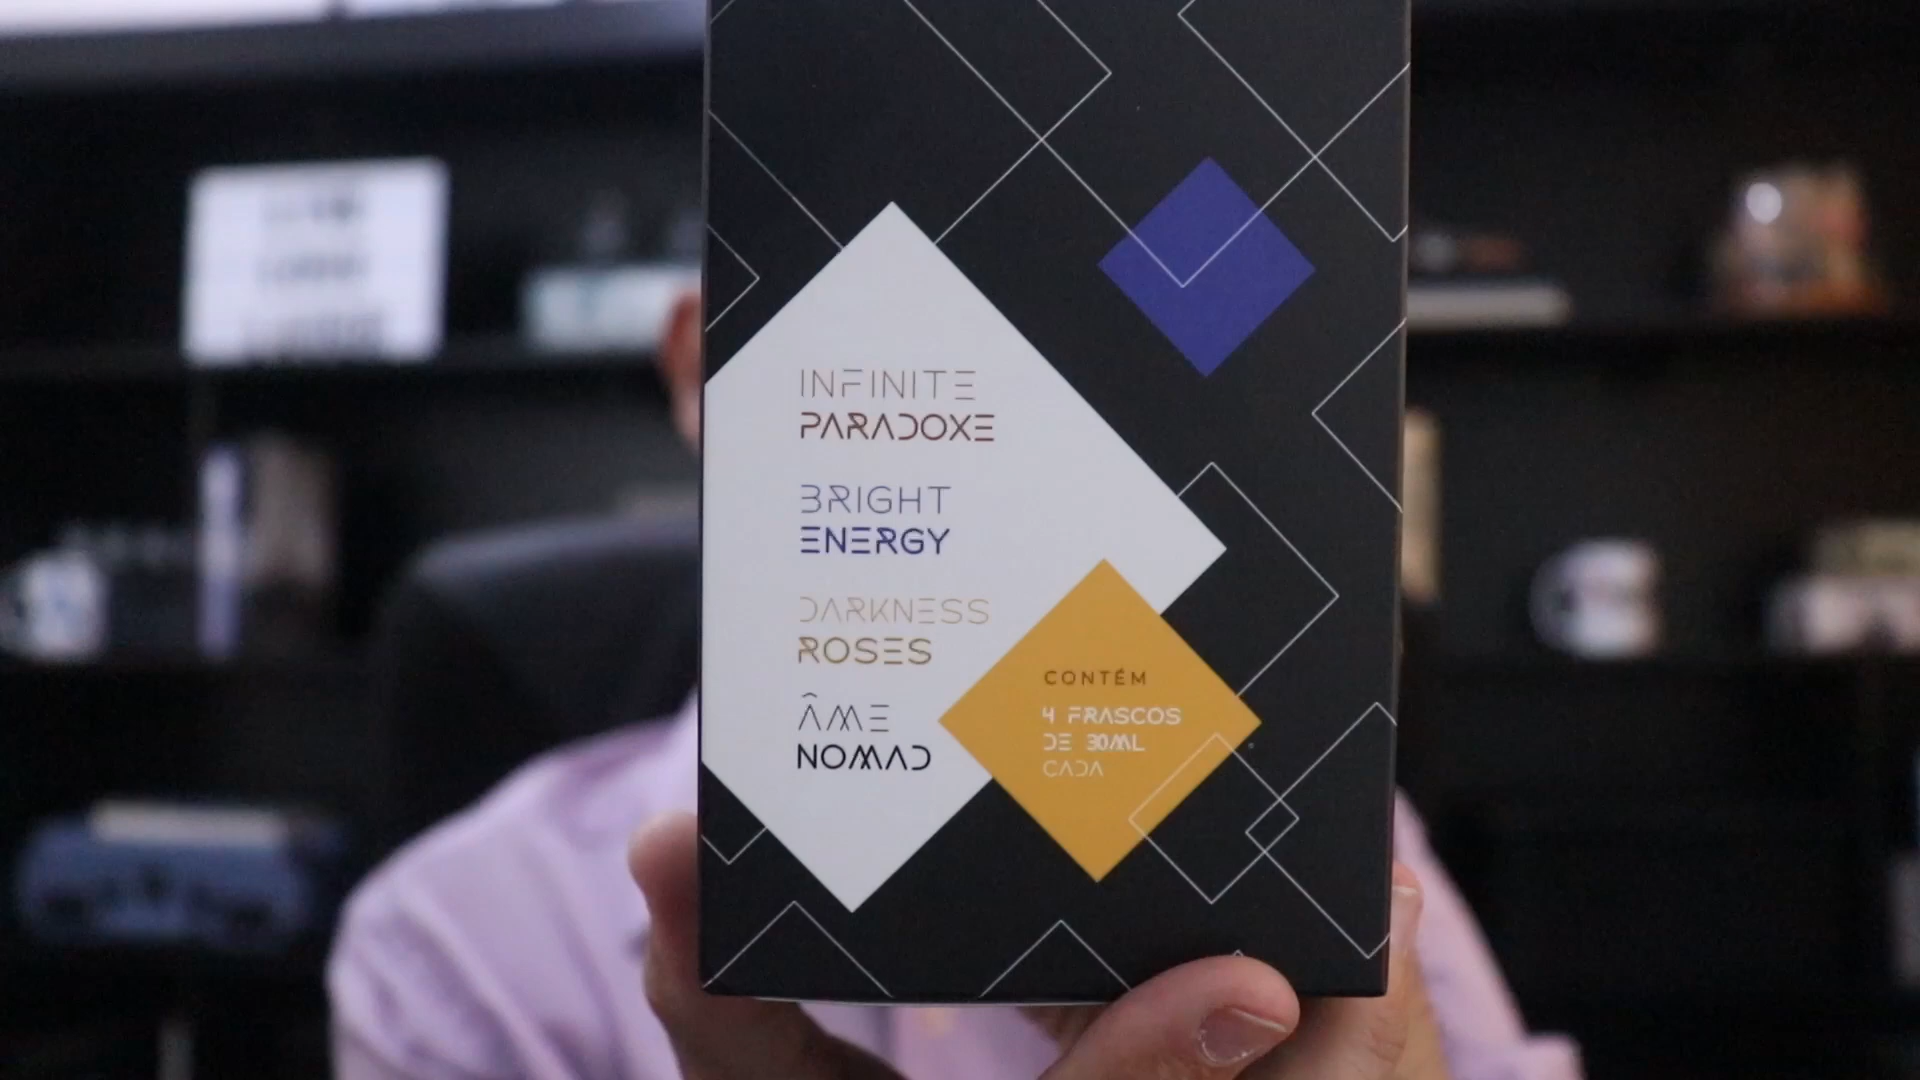 INFINITE
PARADOXE
BRIGHT
ENERGY
DARKNESS
ROSES
ÂME
NOMAD
CONTÉM
4 FRASCOS
DE 30ML
CADA